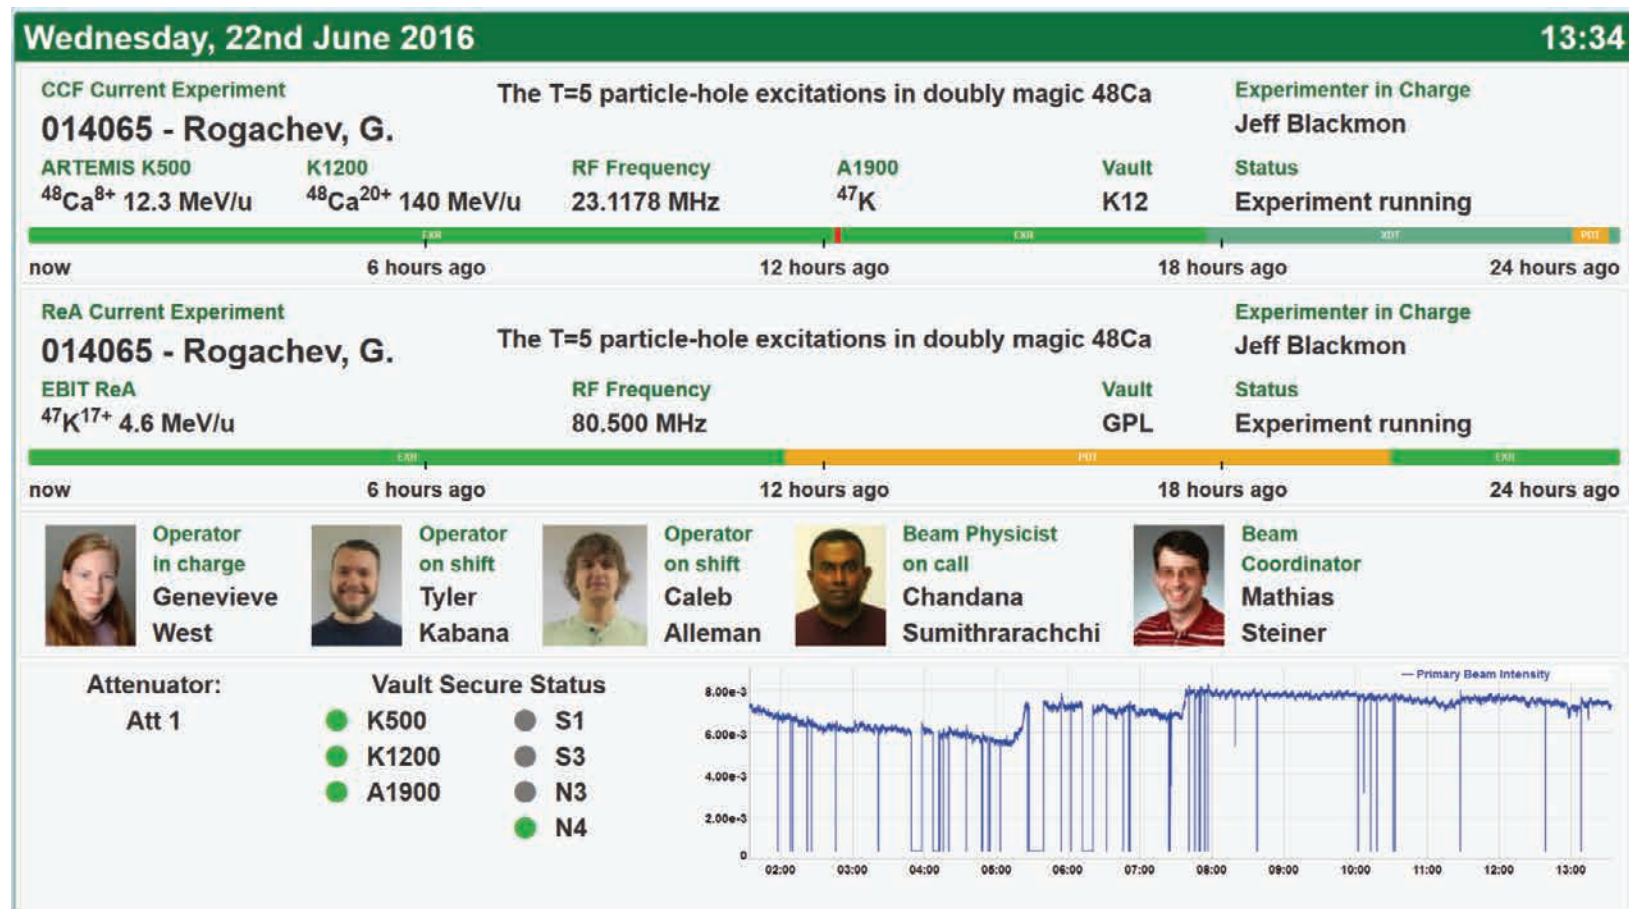 Wednesday, 22nd June 2016 13:34
CCF Current Experiment
The T=5 particle-hole excitations in doubly magic 48Ca
Experimenter in Charge
014065 - Rogachev, G.
Jeff Blackmon
ARTEMIS K500 K1200 RF Frequency A1900 Vault Status
⁴⁸Ca⁸⁺ 12.3 MeV/u ⁴⁸Ca²⁰⁺ 140 MeV/u 23.1178 MHz ⁴⁷K K12 Experiment running
EXR EXR XDT PDT
now 6 hours ago 12 hours ago 18 hours ago 24 hours ago
ReA Current Experiment
The T=5 particle-hole excitations in doubly magic 48Ca
Experimenter in Charge
014065 - Rogachev, G.
Jeff Blackmon
EBIT ReA RF Frequency Vault Status
⁴⁷K¹⁷⁺ 4.6 MeV/u 80.500 MHz GPL Experiment running
EXR PDT EXR
now 6 hours ago 12 hours ago 18 hours ago 24 hours ago
Operator
in charge
Genevieve
West
Operator
on shift
Tyler
Kabana
Operator
on shift
Caleb
Alleman
Beam Physicist
on call
Chandana
Sumithrarachchi
Beam
Coordinator
Mathias
Steiner
Attenuator:
Att 1
Vault Secure Status
K500 S1
K1200 S3
A1900 N3
N4
Primary Beam Intensity
8.00e-3
6.00e-3
4.00e-3
2.00e-3
0
02:00 03:00 04:00 05:00 06:00 07:00 08:00 09:00 10:00 11:00 12:00 13:00